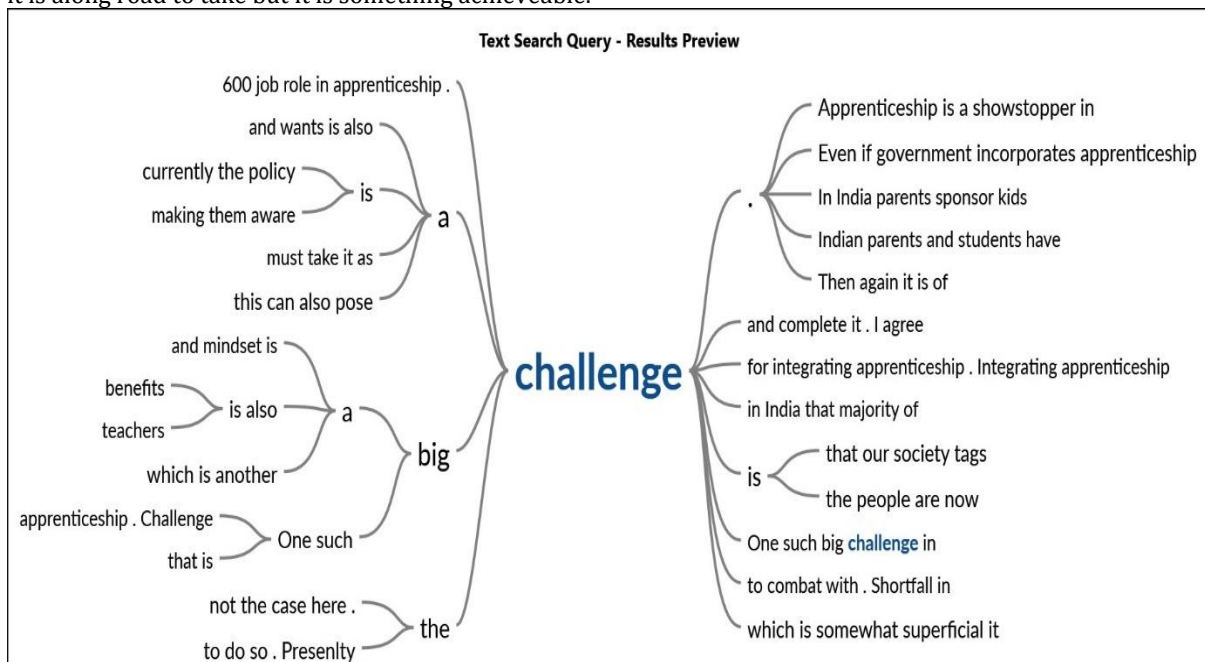 it is along road to take but it is something achieveable.
Text Search Query - Results Preview
600 job role in apprenticeship .
and wants is also
currently the policy
making them aware
is
must take it as
this can also pose
a
and mindset is
benefits
teachers
is also
which is another
a
apprenticeship . Challenge
that is
One such
big
not the case here .
to do so . Presenlty
the
challenge
.
Apprenticeship is a showstopper in
Even if government incorporates apprenticeship
In India parents sponsor kids
Indian parents and students have
Then again it is of
and complete it . I agree
for integrating apprenticeship . Integrating apprenticeship
in India that majority of
is
that our society tags
the people are now
One such big challenge in
to combat with . Shortfall in
which is somewhat superficial it